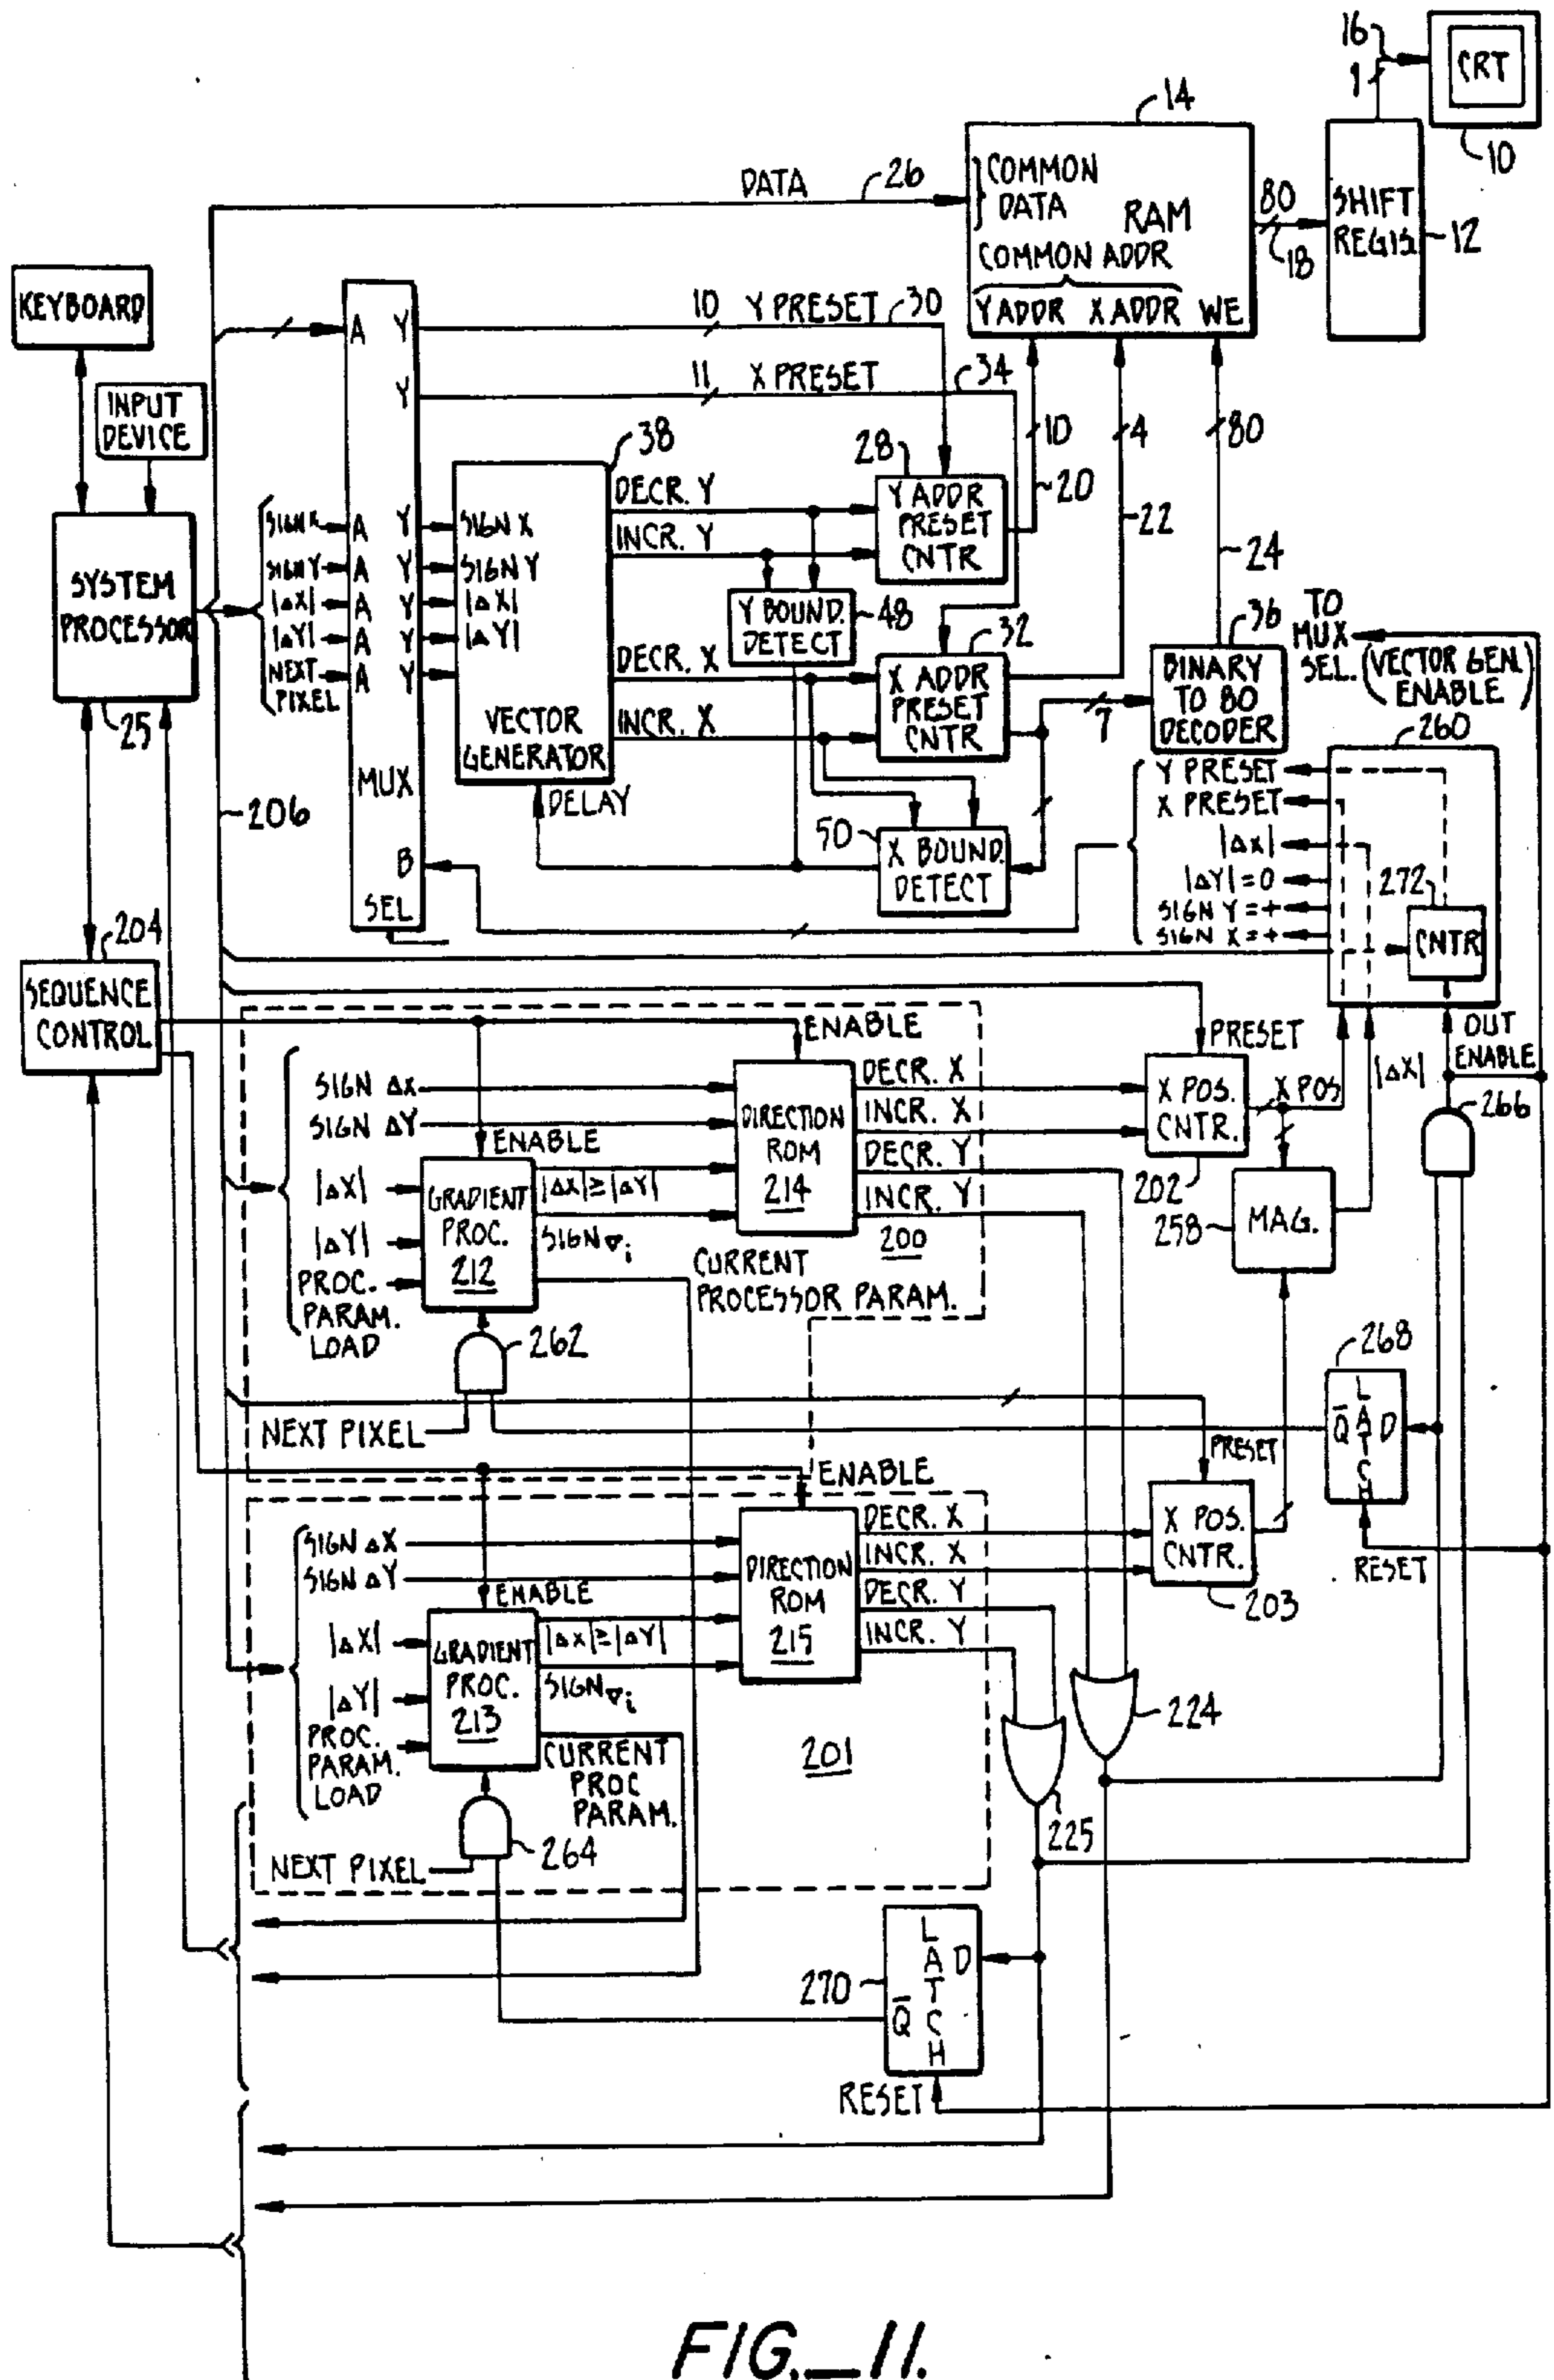 16
1
CRT
10
14
COMMON
DATA
RAM
COMMON ADDR
Y ADDR X ADDR WE
DATA
26
80
18
SHIFT
REGIS.
12
KEYBOARD
INPUT
DEVICE
SYSTEM
PROCESSOR
25
A Y
10 Y PRESET 30
Y
11 X PRESET 34
SIGN X A Y SIGN X
SIGN Y A Y SIGN Y
|ΔX| A Y |ΔX|
|ΔY| A Y |ΔY|
NEXT
PIXEL
A Y
MUX
B
SEL
38
VECTOR
GENERATOR
DECR. Y
INCR. Y
DECR. X
INCR. X
DELAY
28
Y ADDR
PRESET
CNTR
Y BOUND.
DETECT
48
32
X ADDR
PRESET
CNTR
50
X BOUND.
DETECT
10
20
4
22
80
24
7
36
BINARY
TO 80
DECODER
TO
MUX
SEL.
(VECTOR GEN.
ENABLE)
260
Y PRESET
X PRESET
|ΔX|
|ΔY|=0
SIGN Y=+
SIGN X=+
272
CNTR
206
204
SEQUENCE
CONTROL
ENABLE
SIGN ΔX
SIGN ΔY
|ΔX|
|ΔY|
PROC.
PARAM.
LOAD
ENABLE
GRADIENT
PROC.
212
|ΔX|≥|ΔY|
SIGN ∇i
DIRECTION
ROM
214
DECR. X
INCR. X
DECR. Y
INCR. Y
200
CURRENT
PROCESSOR PARAM.
262
NEXT PIXEL
PRESET
X POS.
CNTR.
202
X POS
258
MAG.
|ΔX|
OUT
ENABLE
266
268
Q̄
LATCH
D
RESET
ENABLE
SIGN ΔX
SIGN ΔY
|ΔX|
|ΔY|
PROC.
PARAM.
LOAD
ENABLE
GRADIENT
PROC.
213
|ΔX|≥|ΔY|
SIGN ∇i
DIRECTION
ROM
215
DECR. X
INCR. X
DECR. Y
INCR. Y
PRESET
X POS.
CNTR.
203
CURRENT
PROC
PARAM.
201
264
NEXT PIXEL
224
225
270
Q̄
LATCH
D
RESET
FIG._11.